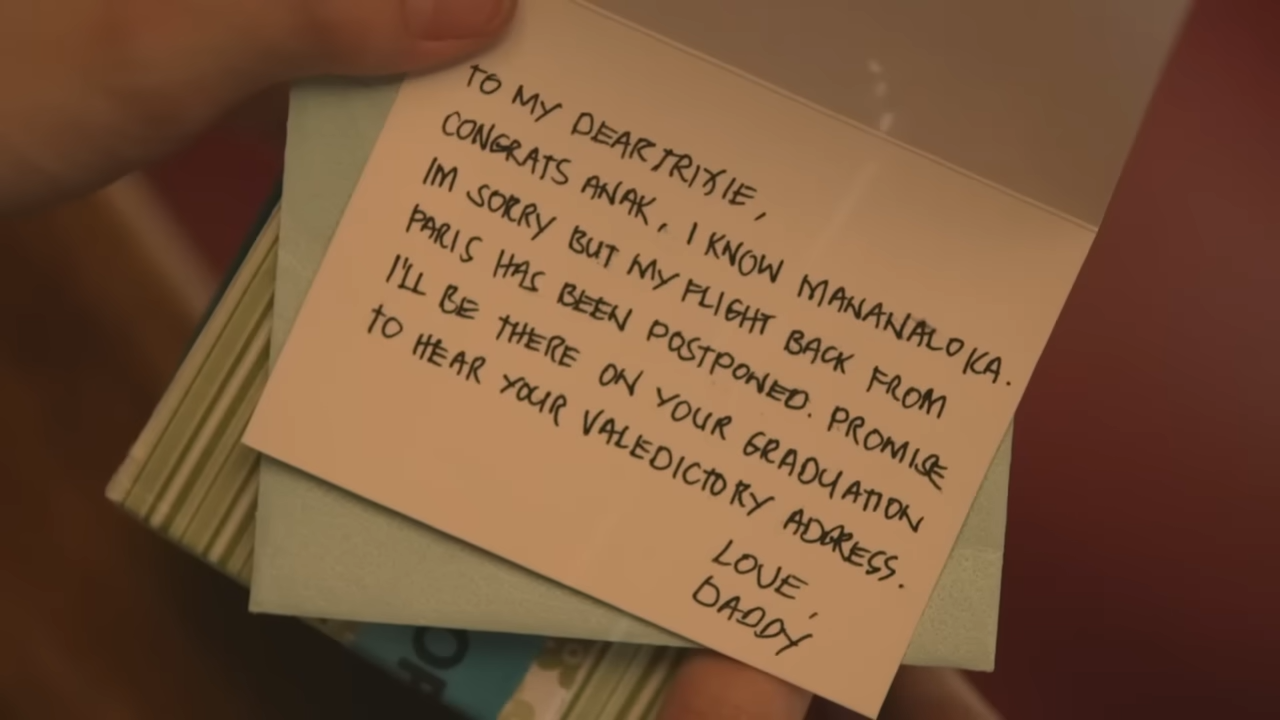 TO MY DEAR TRIXIE,
CONGRATS ANAK, I KNOW MANANALO KA.
IM SORRY BUT MY FLIGHT BACK FROM
PARIS HAS BEEN POSTPONED. PROMISE
I'LL BE THERE ON YOUR GRADUATION
TO HEAR YOUR VALEDICTORY ADDRESS.
LOVE,
DADDY